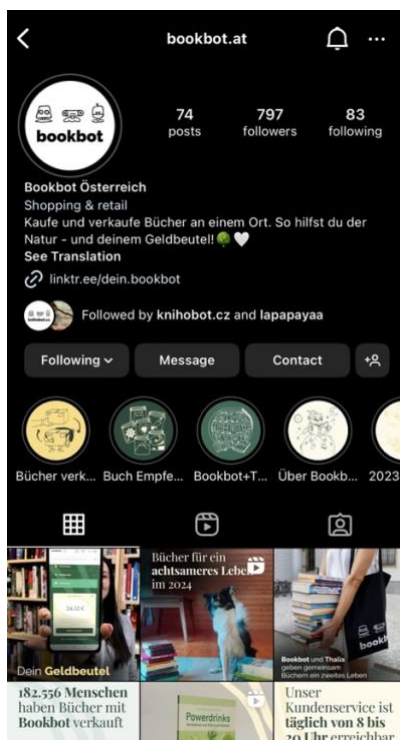 bookbot.at
bookbot
74
posts
797
followers
83
following
Bookbot Österreich
Shopping & retail
Kaufe und verkaufe Bücher an einem Ort. So hilfst du der
Natur – und deinem Geldbeutel!🌳🤍
See Translation
linktr.ee/dein.bookbot
Followed by knihobot.cz and lapapayaa
Following
Message
Contact
Bücher verk...
Buch Empfe...
Bookbot+T...
Über Bookb...
2023
Dein Geldbeutel
Bücher für ein
achtsameres Leben
im 2024
bookb
Bookbot und Thalia
geben gemeinsam
Büchern ein zweites Leben
182.556 Menschen
haben Bücher mit
Bookbot verkauft
Powerdrinks
Unser
Kundenservice ist
täglich von 8 bis
20 Uhr erreichbar